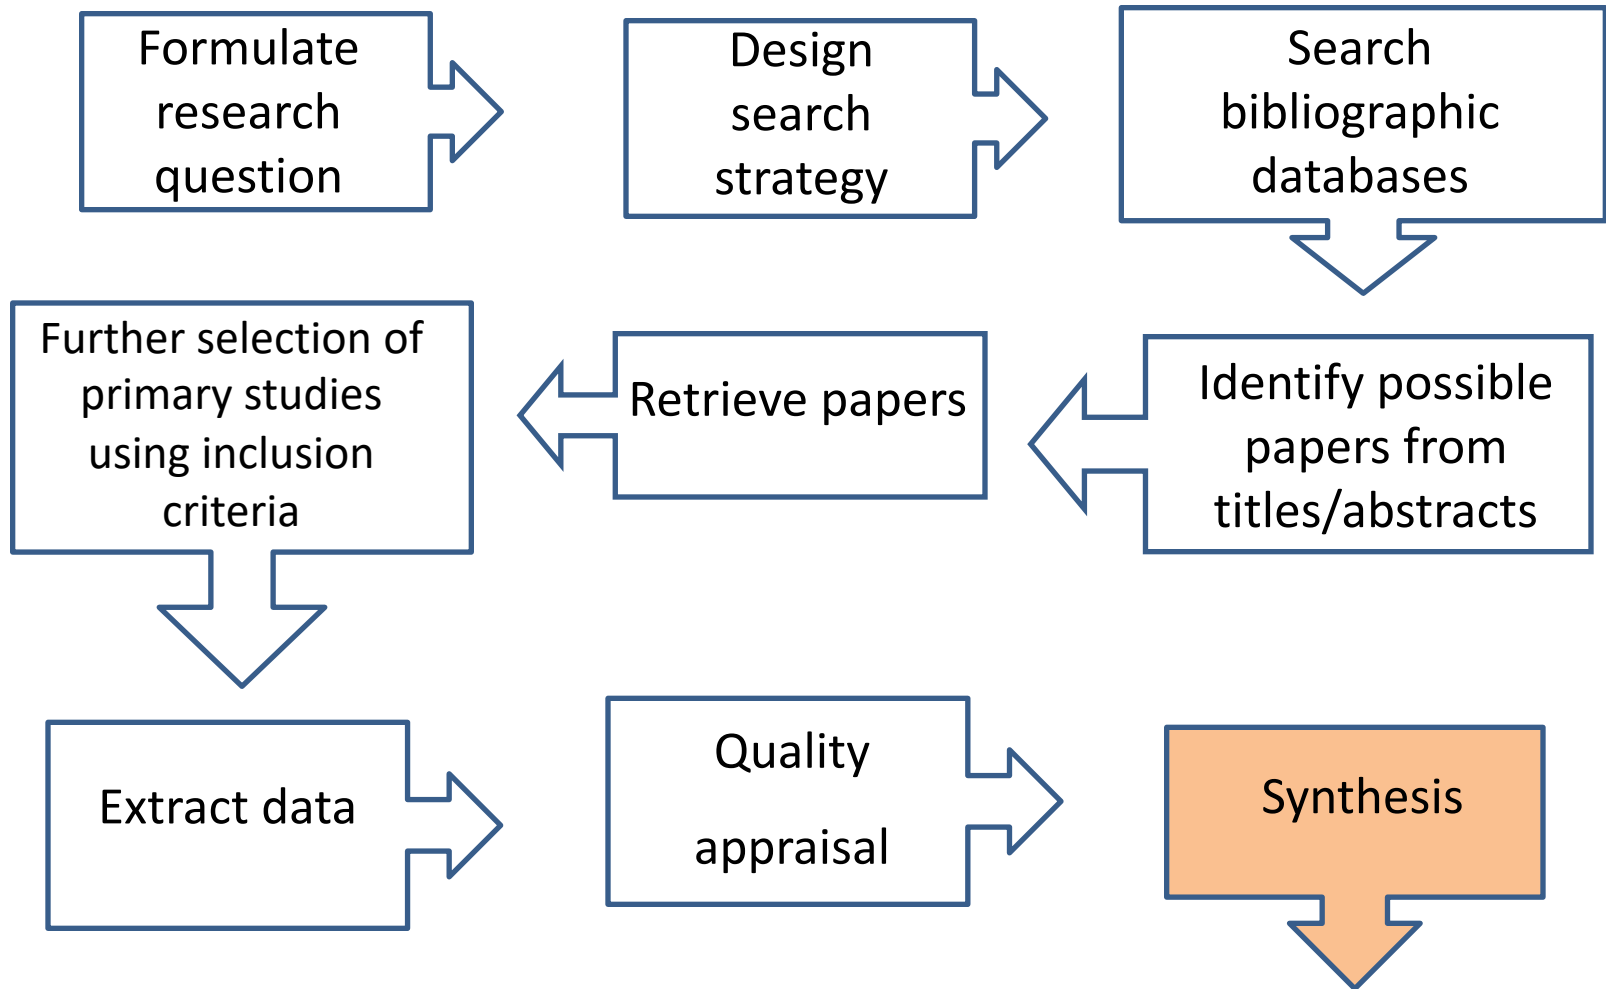 Formulate
research
question
Design
search
strategy
Search
bibliographic
databases
Identify possible
papers from
titles/abstracts
Retrieve papers
Further selection of
primary studies
using inclusion
criteria
Extract data
Quality
appraisal
Synthesis